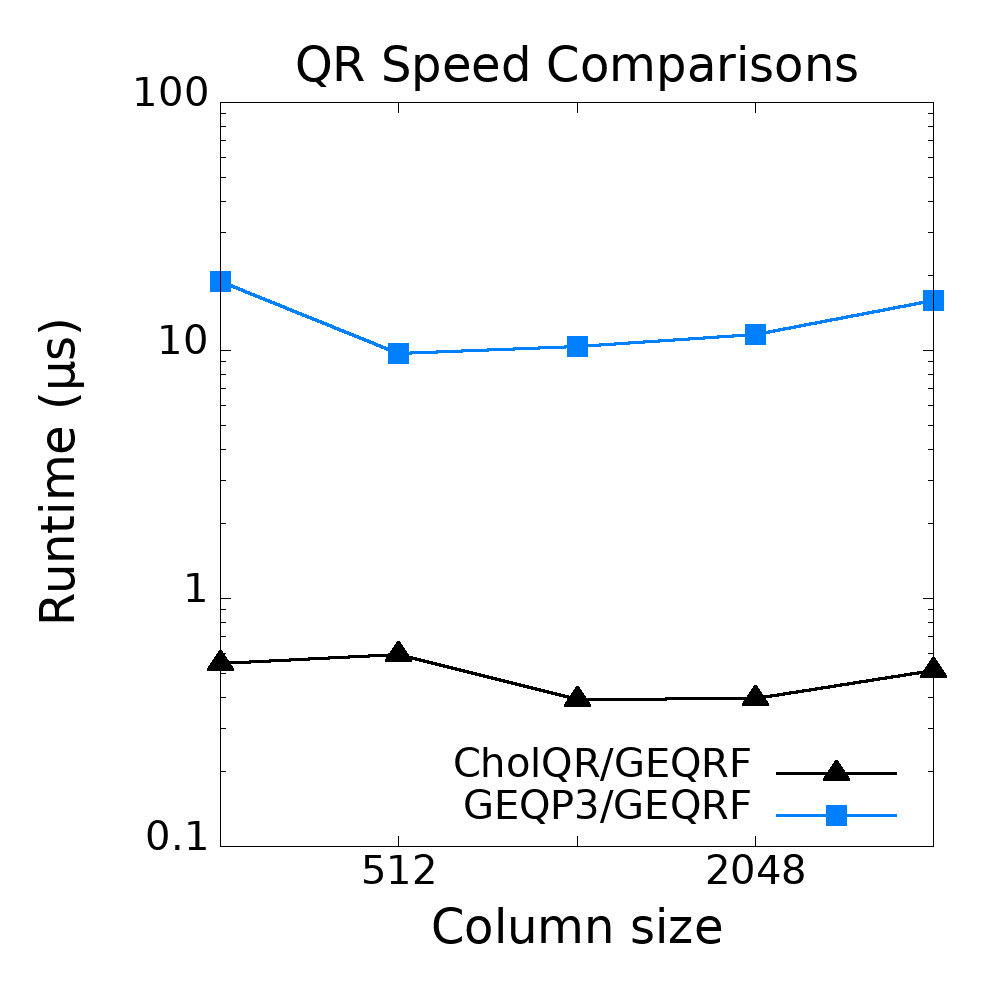 QR Speed Comparisons
100
10
1
0.1
Runtime (μs)
CholQR/GEQRF
GEQP3/GEQRF
512
2048
Column size